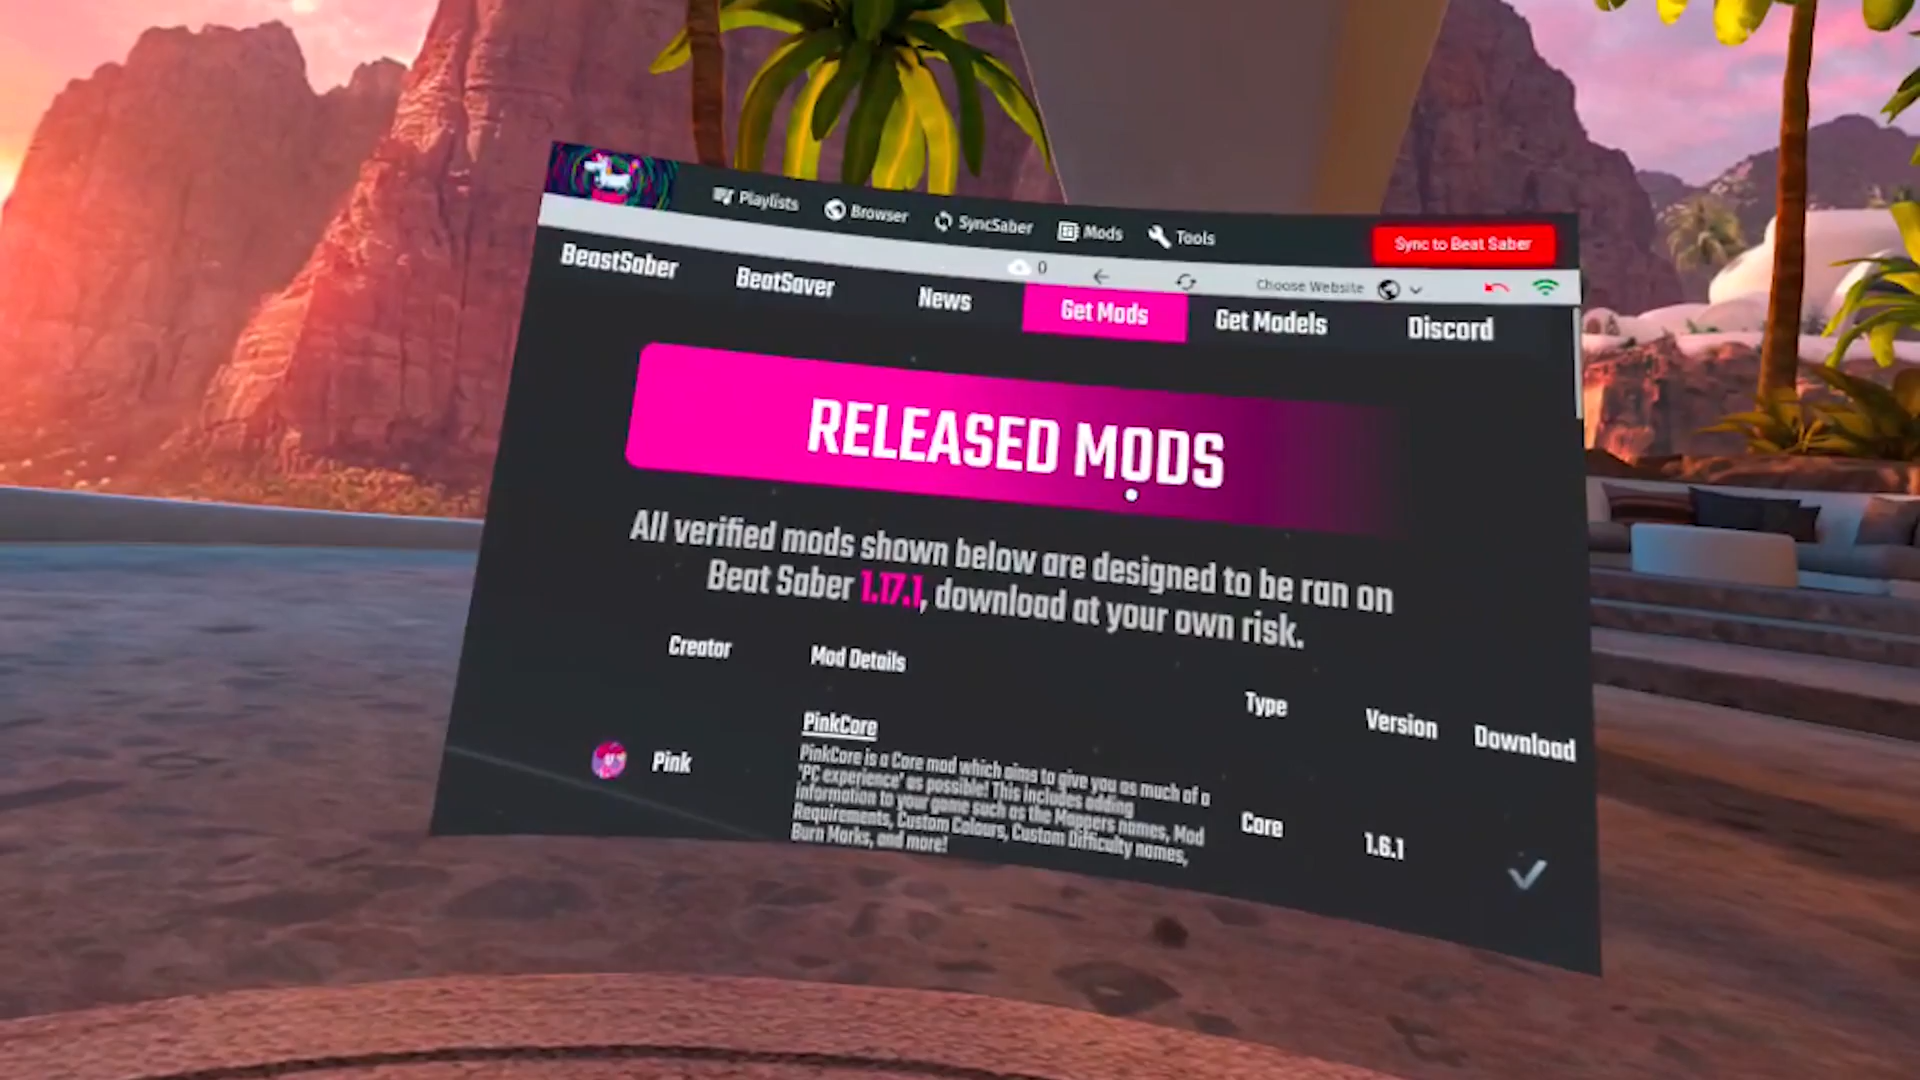 Playlists
Browser
SyncSaber
Mods
Tools
Sync to Beat Saber
0
Choose Website
BeastSaber
BeatSaver
News
Get Mods
Get Models
Discord
RELEASED MODS
All verified mods shown below are designed to be ran on
Beat Saber 1.17.1, download at your own risk.
Creator
Mod Details
Type
Version
Download
Pink
PinkCore
PinkCore is a Core mod which aims to give you as much of a
'PC experience' as possible! This includes adding
information to your game such as the Mappers names, Mod
Requirements, Custom Colours, Custom Difficulty names,
Burn Marks, and more!
Core
1.6.1